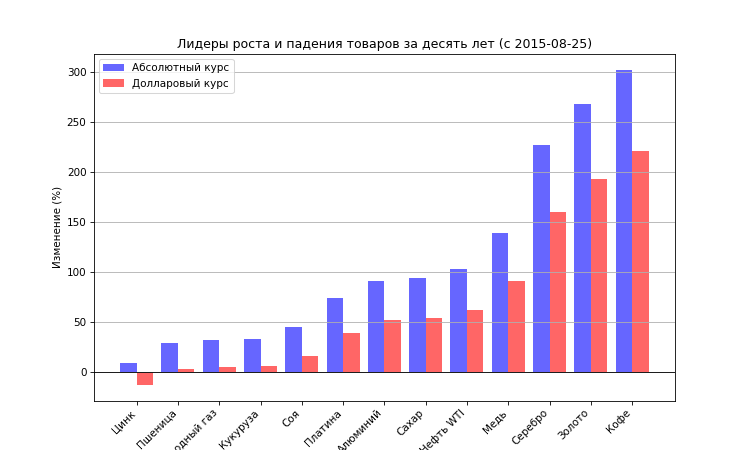 Лидеры роста и падения товаров за десять лет (с 2015-08-25)
Абсолютный курс
Долларовый курс
Изменение (%)
300
250
200
150
100
50
0
Цинк
Пшеница
одный газ
Кукуруза
Соя
Платина
Алюминий
Сахар
Нефть WTI
Медь
Серебро
Золото
Кофе